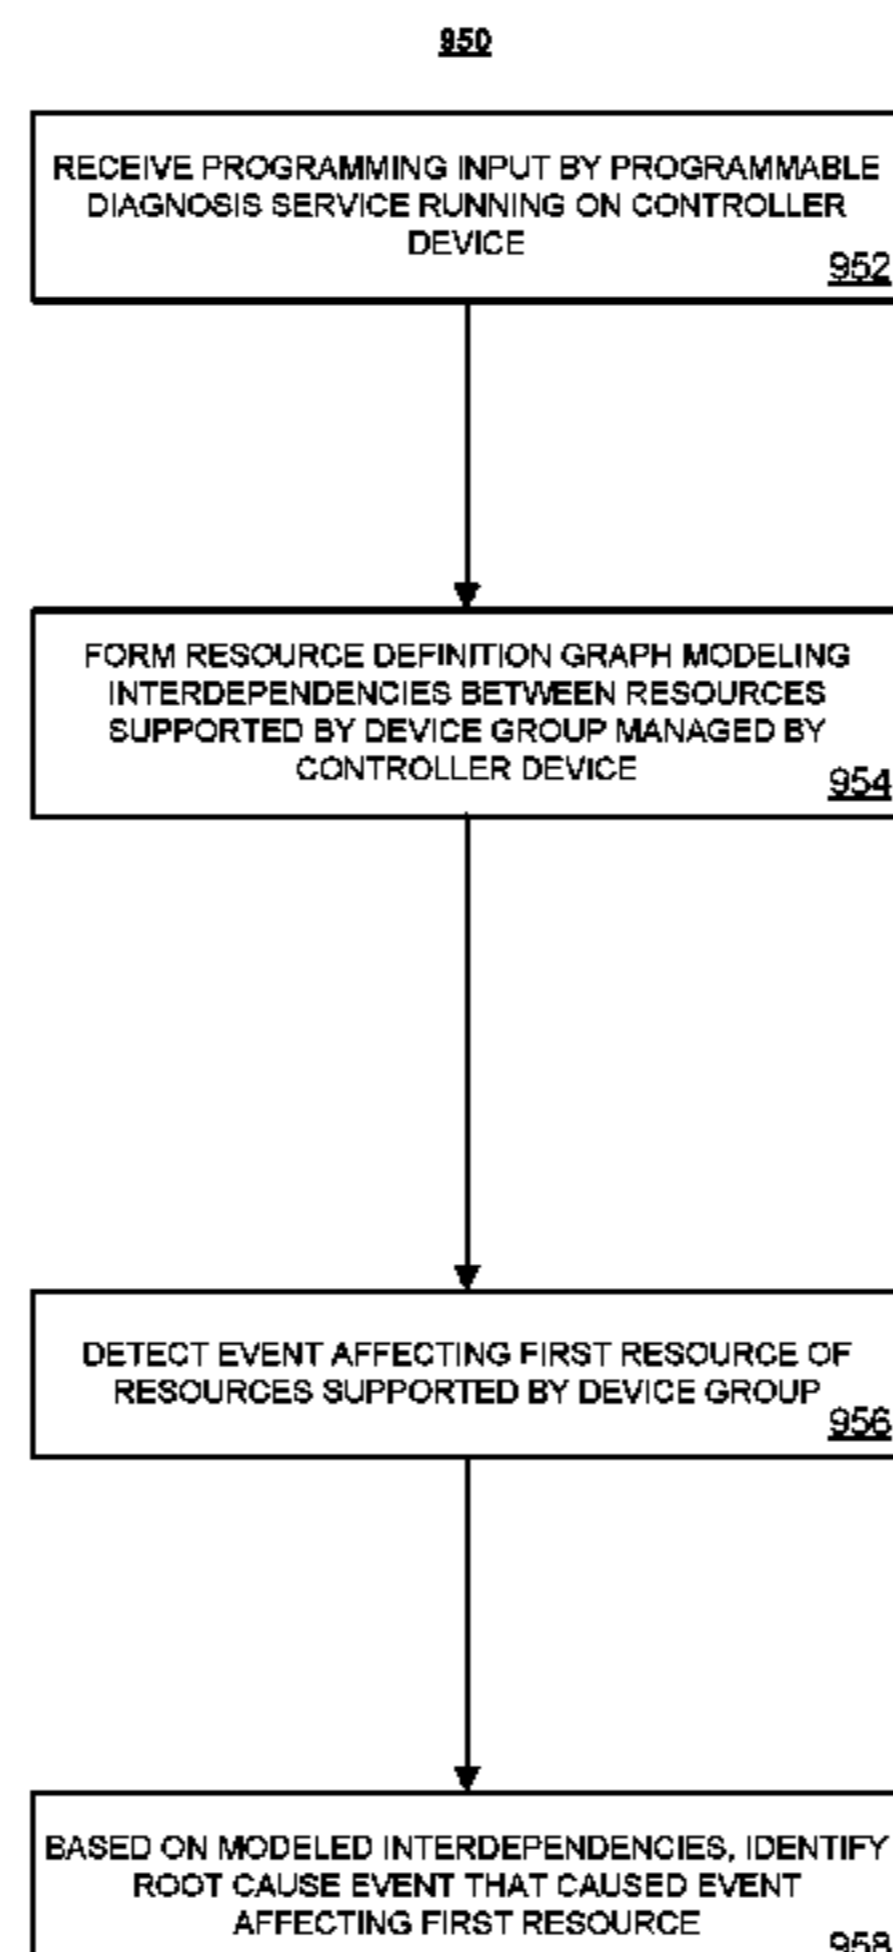 950
RECEIVE PROGRAMMING INPUT BY PROGRAMMABLE
DIAGNOSIS SERVICE RUNNING ON CONTROLLER
DEVICE
952
FORM RESOURCE DEFINITION GRAPH MODELING
INTERDEPENDENCIES BETWEEN RESOURCES
SUPPORTED BY DEVICE GROUP MANAGED BY
CONTROLLER DEVICE
954
DETECT EVENT AFFECTING FIRST RESOURCE OF
RESOURCES SUPPORTED BY DEVICE GROUP
956
BASED ON MODELED INTERDEPENDENCIES, IDENTIFY
ROOT CAUSE EVENT THAT CAUSED EVENT
AFFECTING FIRST RESOURCE
958